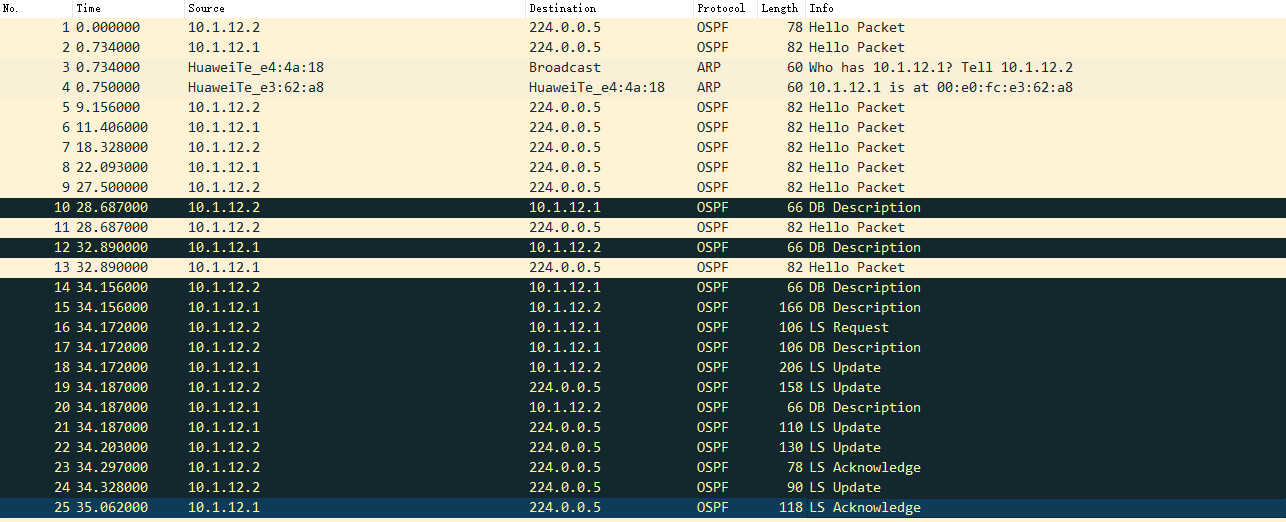 No. Time Source Destination Protocol Length Info
1 0.000000 10.1.12.2 224.0.0.5 OSPF 78 Hello Packet
2 0.734000 10.1.12.1 224.0.0.5 OSPF 82 Hello Packet
3 0.734000 HuaweiTe_e4:4a:18 Broadcast ARP 60 Who has 10.1.12.1? Tell 10.1.12.2
4 0.750000 HuaweiTe_e3:62:a8 HuaweiTe_e4:4a:18 ARP 60 10.1.12.1 is at 00:e0:fc:e3:62:a8
5 9.156000 10.1.12.2 224.0.0.5 OSPF 82 Hello Packet
6 11.406000 10.1.12.1 224.0.0.5 OSPF 82 Hello Packet
7 18.328000 10.1.12.2 224.0.0.5 OSPF 82 Hello Packet
8 22.093000 10.1.12.1 224.0.0.5 OSPF 82 Hello Packet
9 27.500000 10.1.12.2 224.0.0.5 OSPF 82 Hello Packet
10 28.687000 10.1.12.2 10.1.12.1 OSPF 66 DB Description
11 28.687000 10.1.12.2 224.0.0.5 OSPF 82 Hello Packet
12 32.890000 10.1.12.1 10.1.12.2 OSPF 66 DB Description
13 32.890000 10.1.12.1 224.0.0.5 OSPF 82 Hello Packet
14 34.156000 10.1.12.2 10.1.12.1 OSPF 66 DB Description
15 34.156000 10.1.12.1 10.1.12.2 OSPF 166 DB Description
16 34.172000 10.1.12.2 10.1.12.1 OSPF 106 LS Request
17 34.172000 10.1.12.2 10.1.12.1 OSPF 106 DB Description
18 34.172000 10.1.12.1 10.1.12.2 OSPF 206 LS Update
19 34.187000 10.1.12.2 224.0.0.5 OSPF 158 LS Update
20 34.187000 10.1.12.1 10.1.12.2 OSPF 66 DB Description
21 34.187000 10.1.12.1 224.0.0.5 OSPF 110 LS Update
22 34.203000 10.1.12.2 224.0.0.5 OSPF 130 LS Update
23 34.297000 10.1.12.2 224.0.0.5 OSPF 78 LS Acknowledge
24 34.328000 10.1.12.2 224.0.0.5 OSPF 90 LS Update
25 35.062000 10.1.12.1 224.0.0.5 OSPF 118 LS Acknowledge